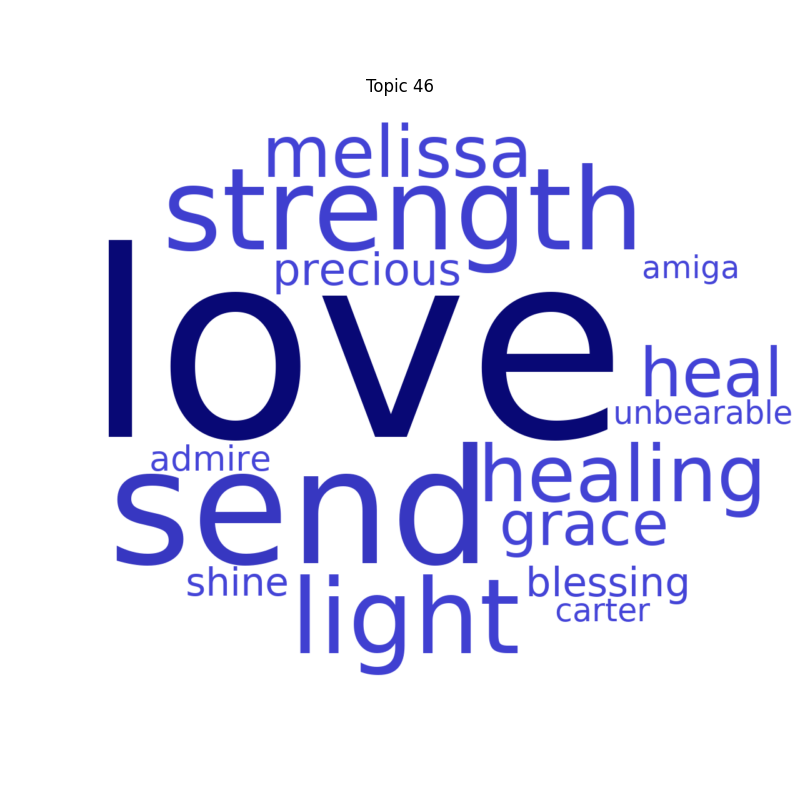 Topic 46
melissa
strength
precious
amiga
love
heal
unbearable
admire
healing
send
grace
shine
blessing
light
carter